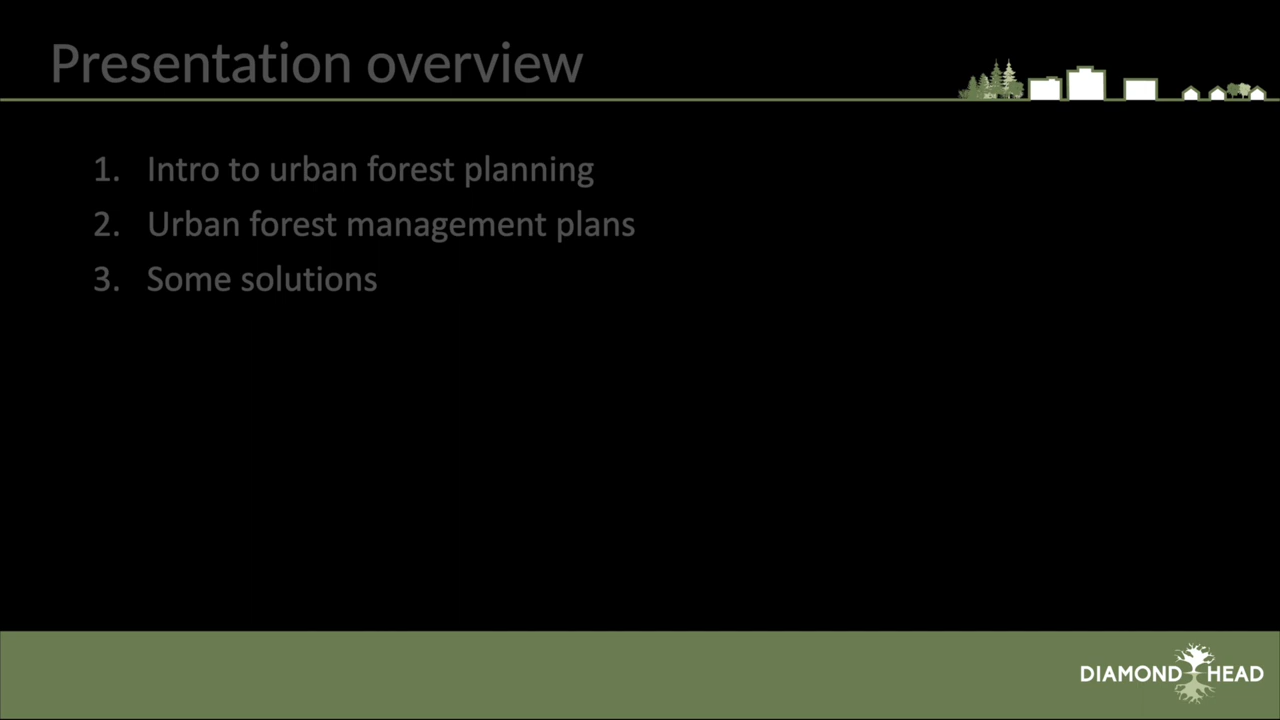 Presentation overview
1. Intro to urban forest planning
2. Urban forest management plans
3. Some solutions
DIAMOND HEAD